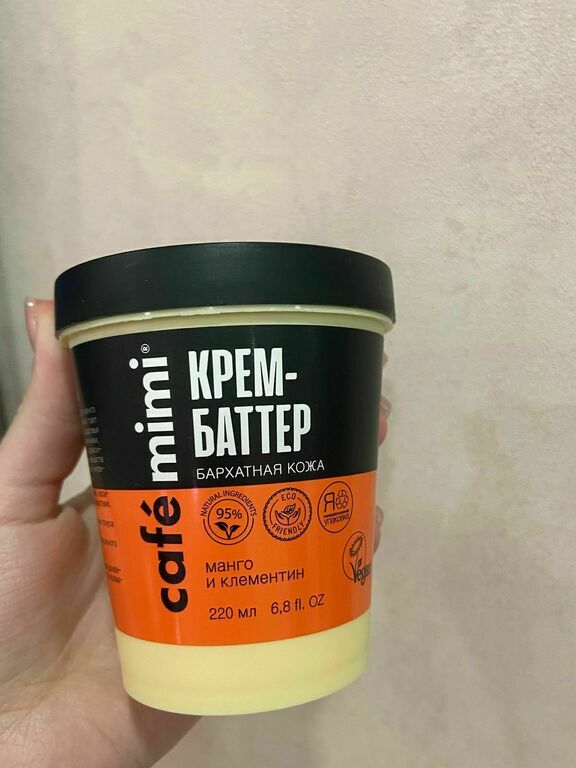 café mimi®
КРЕМ-
БАТТЕР
БАРХАТНАЯ КОЖА
NATURAL INGREDIENTS
95%
ECO
FRIENDLY
Я
упаковка
Vegan
манго
и клементин
220 мл 6,8 fl. OZ